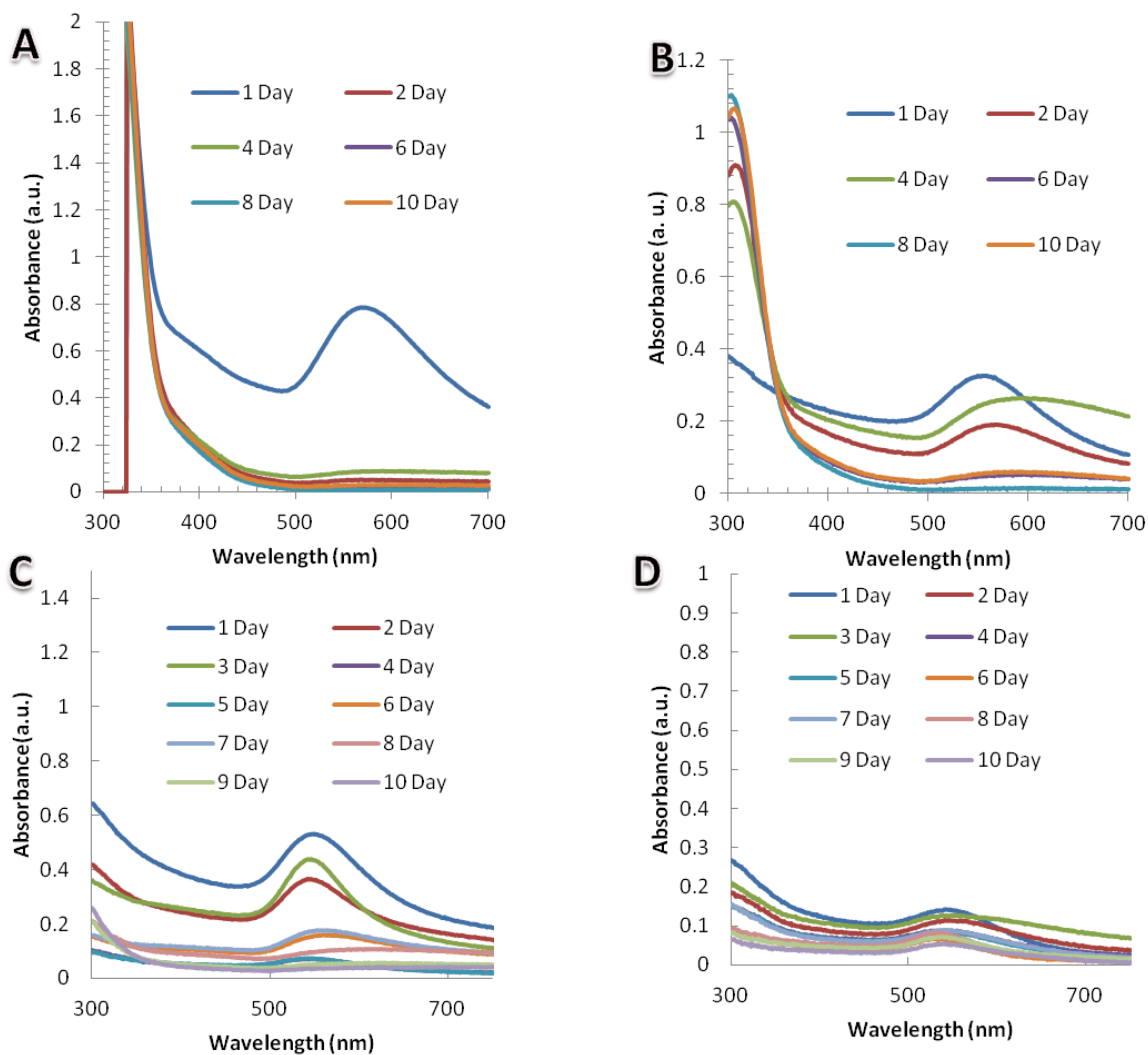 A
Absorbance (a.u.)
2
1.8
1.6
1.4
1.2
1
0.8
0.6
0.4
0.2
0
1 Day 2 Day
4 Day 6 Day
8 Day 10 Day
300 400 500 600 700
Wavelength (nm)
B
Absorbance (a. u.)
1.2
1
0.8
0.6
0.4
0.2
0
1 Day 2 Day
4 Day 6 Day
8 Day 10 Day
300 400 500 600 700
Wavelength (nm)
C
Absorbance(a.u.)
1.4
1.2
1
0.8
0.6
0.4
0.2
0
1 Day 2 Day
3 Day 4 Day
5 Day 6 Day
7 Day 8 Day
9 Day 10 Day
300 500 700
Wavelength (nm)
D
Absorbance (a.u.)
1
0.9
0.8
0.7
0.6
0.5
0.4
0.3
0.2
0.1
0
1 Day 2 Day
3 Day 4 Day
5 Day 6 Day
7 Day 8 Day
9 Day 10 Day
300 500 700
Wavelength (nm)